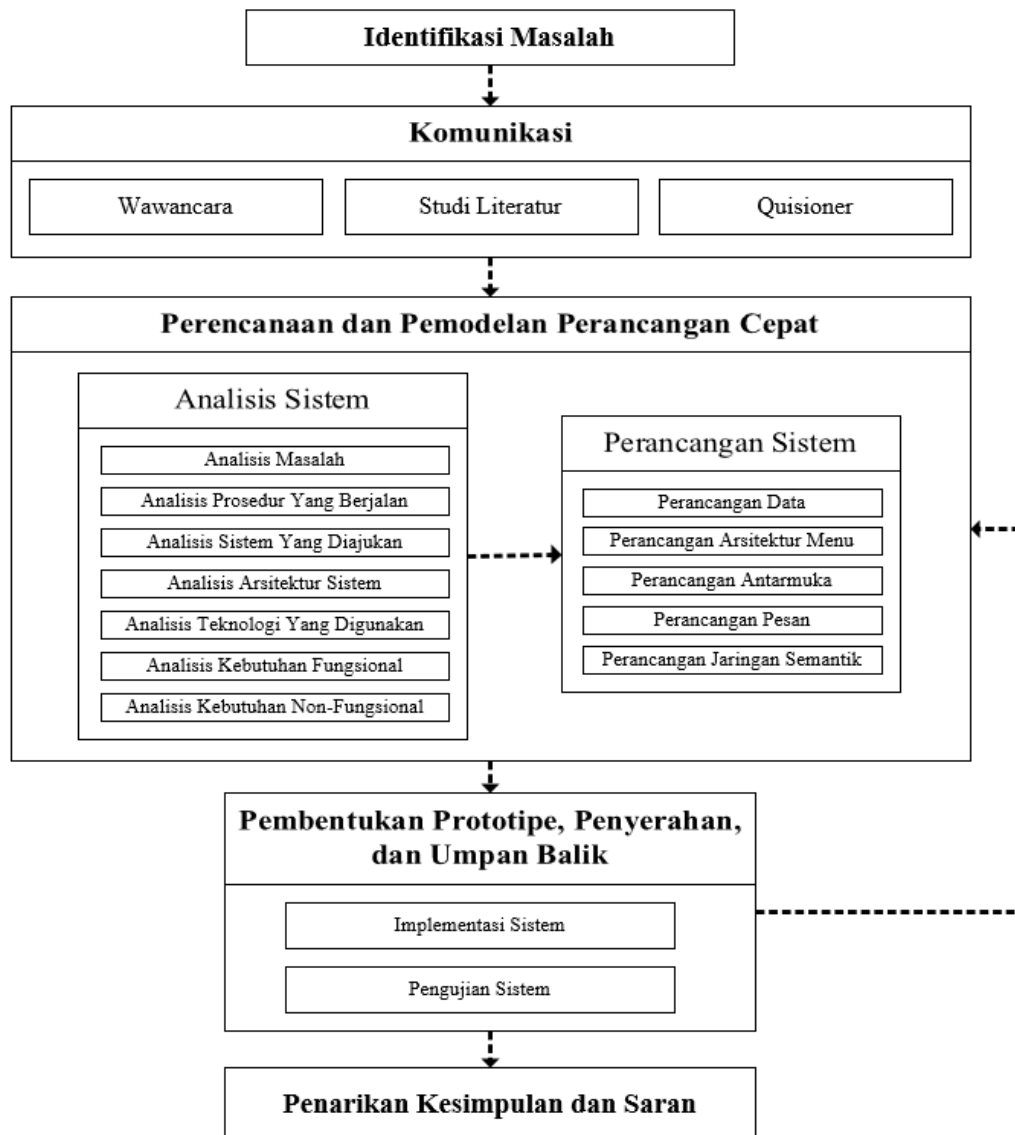 Identifikasi Masalah
Komunikasi
Wawancara
Studi Literatur
Quisioner
Perencanaan dan Pemodelan Perancangan Cepat
Analisis Sistem
Analisis Masalah
Analisis Prosedur Yang Berjalan
Analisis Sistem Yang Diajukan
Analisis Arsitektur Sistem
Analisis Teknologi Yang Digunakan
Analisis Kebutuhan Fungsional
Analisis Kebutuhan Non-Fungsional
Perancangan Sistem
Perancangan Data
Perancangan Arsitektur Menu
Perancangan Antarmuka
Perancangan Pesan
Perancangan Jaringan Semantik
Pembentukan Prototipe, Penyerahan,
dan Umpan Balik
Implementasi Sistem
Pengujian Sistem
Penarikan Kesimpulan dan Saran